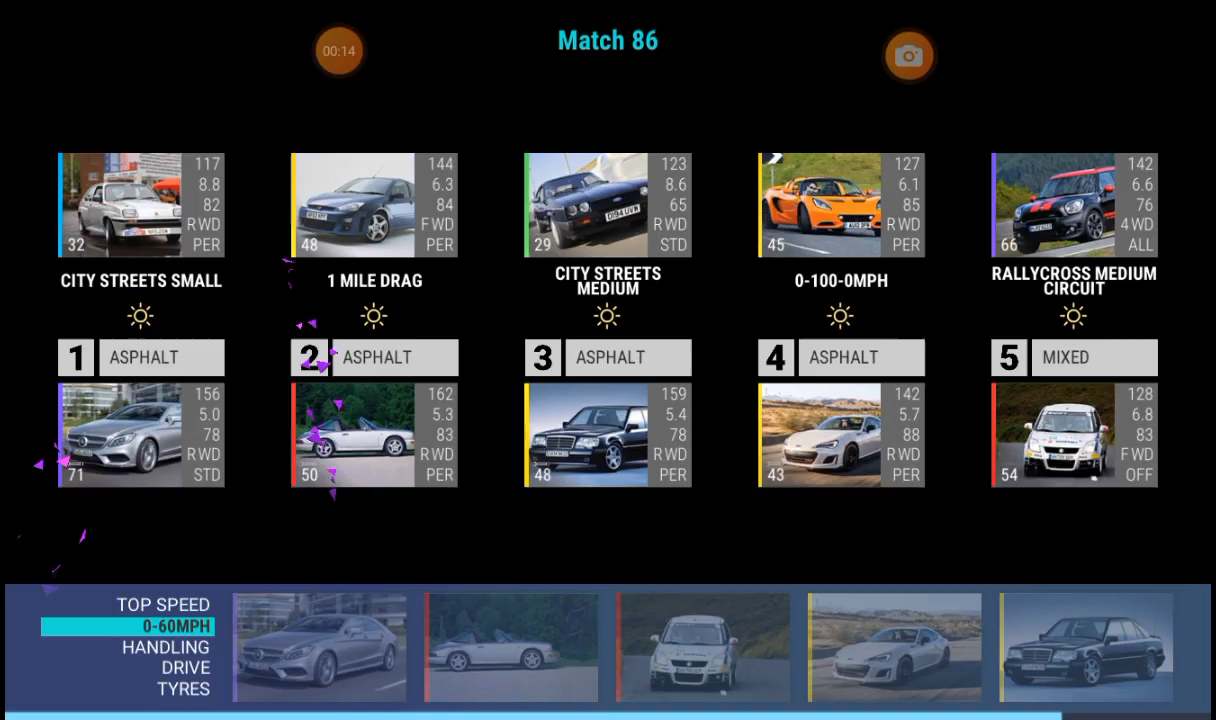 Match 86
00:14
117
8.8
82
RWD
PER
32
144
6.3
84
FWD
PER
48
123
8.6
65
RWD
STD
29
127
6.1
85
RWD
PER
45
142
6.6
76
4WD
ALL
66
CITY STREETS SMALL
1 MILE DRAG
CITY STREETS
MEDIUM
0-100-0MPH
RALLYCROSS MEDIUM
CIRCUIT
1 ASPHALT
2 ASPHALT
3 ASPHALT
4 ASPHALT
5 MIXED
156
5.0
78
RWD
STD
71
162
5.3
83
RWD
PER
50
159
5.4
78
RWD
PER
48
142
5.7
88
RWD
PER
43
128
6.8
83
FWD
OFF
54
TOP SPEED
0-60MPH
HANDLING
DRIVE
TYRES